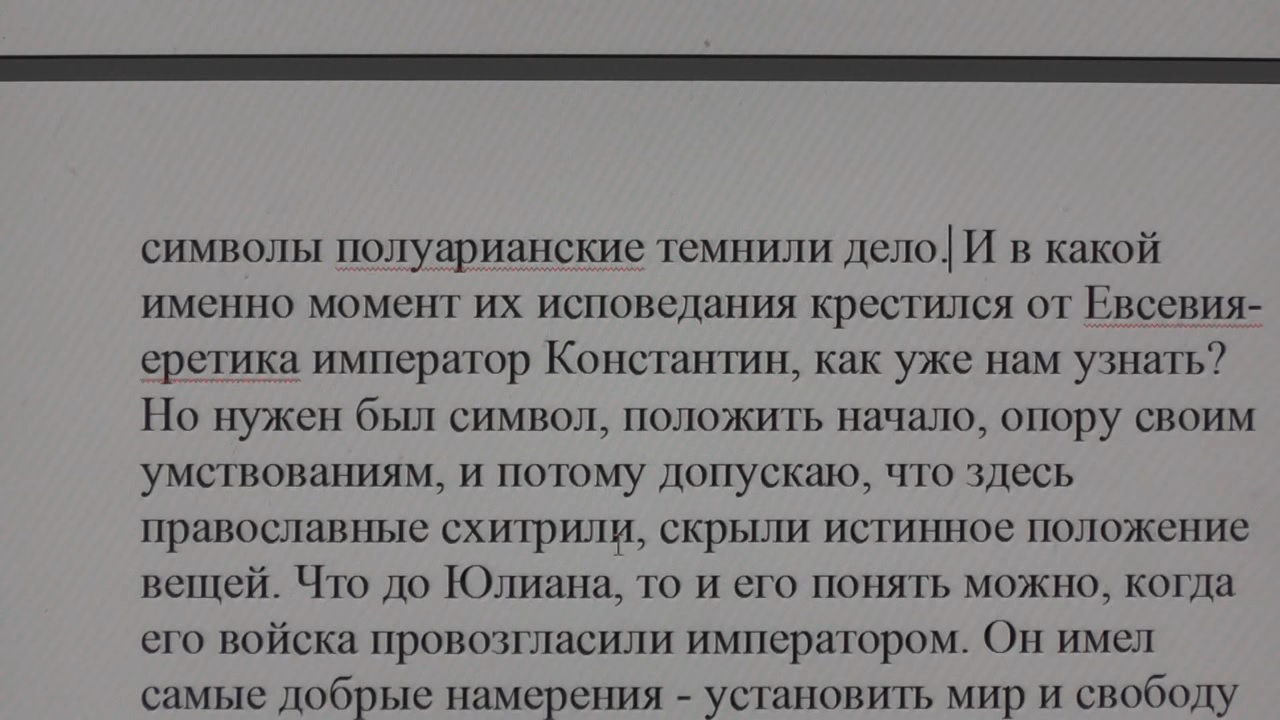 символы полуарианские темнили дело. И в какой
именно момент их исповедания крестился от Евсевия-
еретика император Константин, как уже нам узнать?
Но нужен был символ, положить начало, опору своим
умствованиям, и потому допускаю, что здесь
православные схитрили, скрыли истинное положение
вещей. Что до Юлиана, то и его понять можно, когда
его войска провозгласили императором. Он имел
самые добрые намерения - установить мир и свободу